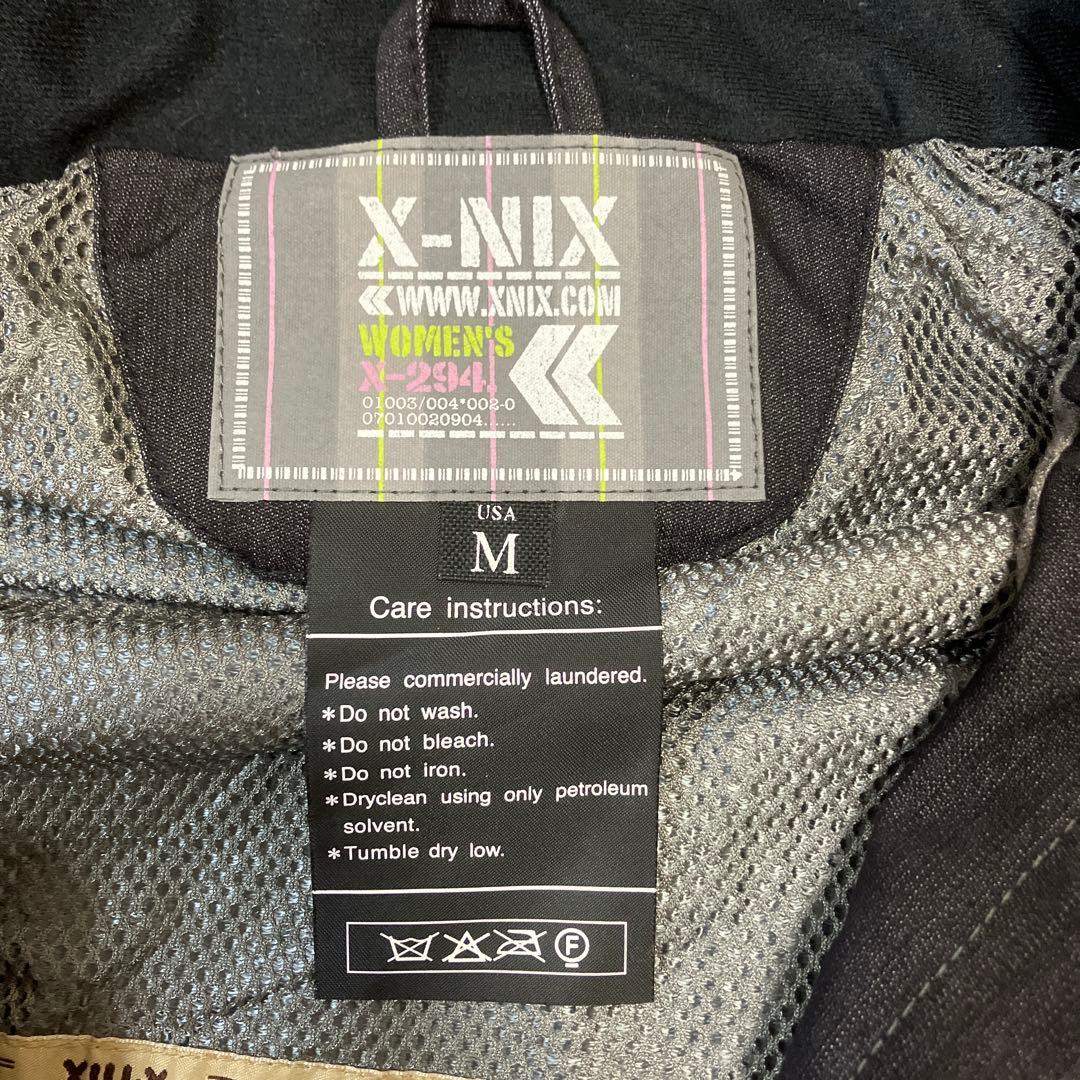 X-NIX
WWW.XNIX.COM
WOMEN'S
X-294.
01003/004*002-0
07010020904......
USA
M
Care instructions:
Please commercially laundered.
*Do not wash.
*Do not bleach.
*Do not iron.
*Dryclean using only petroleum
solvent.
*Tumble dry low.
F